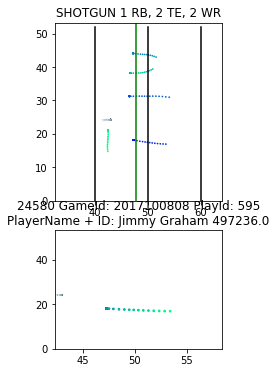 SHOTGUN 1 RB, 2 TE, 2 WR
50
40
30
20
10
0
40 50 60
24580 GameId: 2017100808 PlayId: 595
PlayerName + ID: Jimmy Graham 497236.0
40
20
0
45 50 55